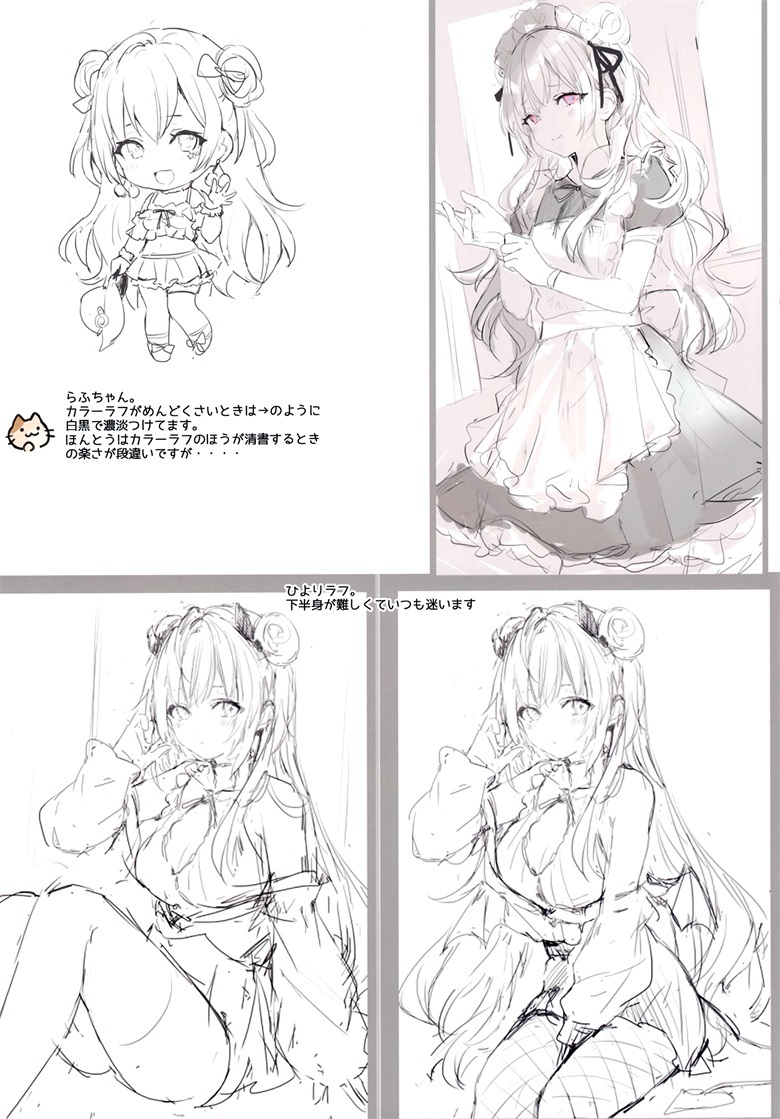 らふちゃん。
カラーラフがめんどくさいときは→のように
白黒で濃淡つけてます。
ほんとうはカラーラフのほうが清書するとき
の楽さが段違いですが・・・・
ひよりラフ。
下半身が難しくていつも迷います